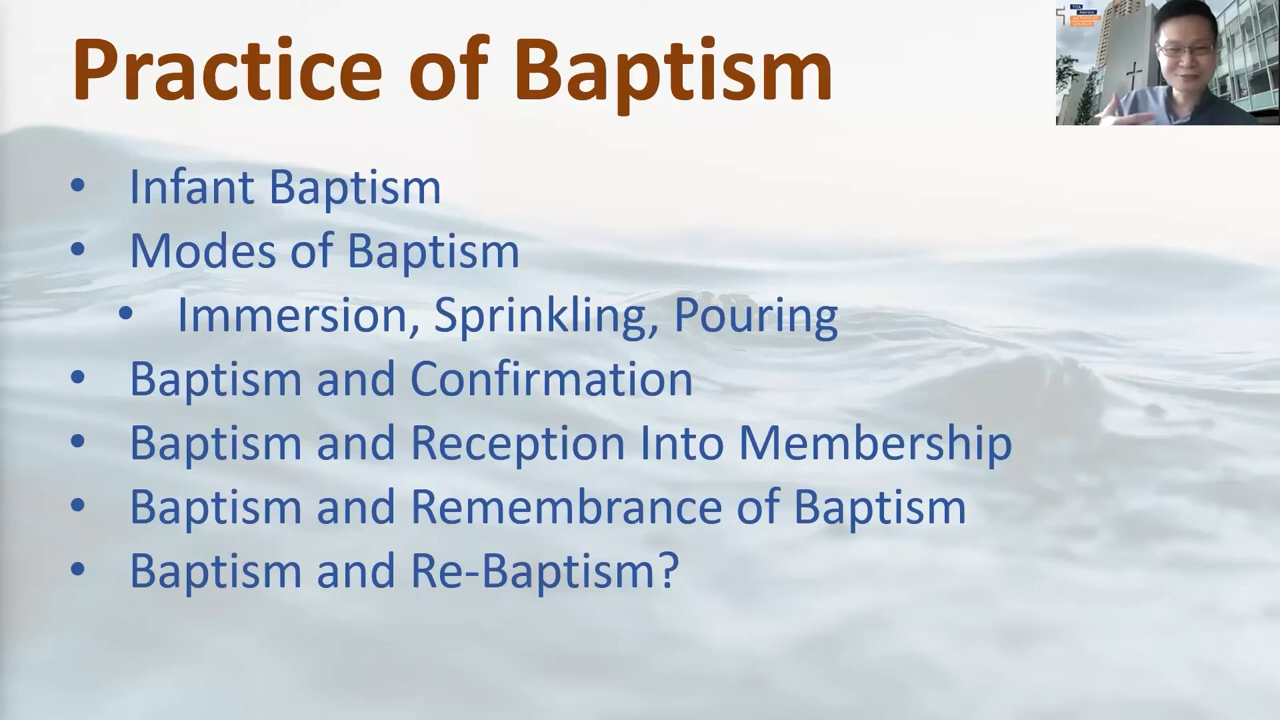 Practice of Baptism
• Infant Baptism
• Modes of Baptism
• Immersion, Sprinkling, Pouring
• Baptism and Confirmation
• Baptism and Reception Into Membership
• Baptism and Remembrance of Baptism
• Baptism and Re-Baptism?